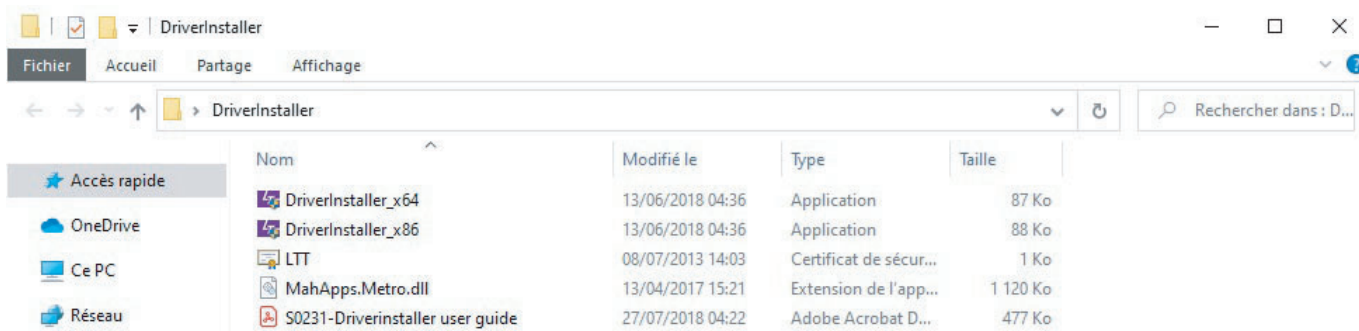 DriverInstaller
Fichier Accueil Partage Affichage
DriverInstaller Rechercher dans : D...
Nom Modifié le Type Taille
Accès rapide
OneDrive
Ce PC
Réseau
DriverInstaller_x64 13/06/2018 04:36 Application 87 Ko
DriverInstaller_x86 13/06/2018 04:36 Application 88 Ko
LTT 08/07/2013 14:03 Certificat de sécur... 1 Ko
MahApps.Metro.dll 13/04/2017 15:21 Extension de l'app... 1 120 Ko
S0231-Driverinstaller user guide 27/07/2018 04:22 Adobe Acrobat D... 477 Ko